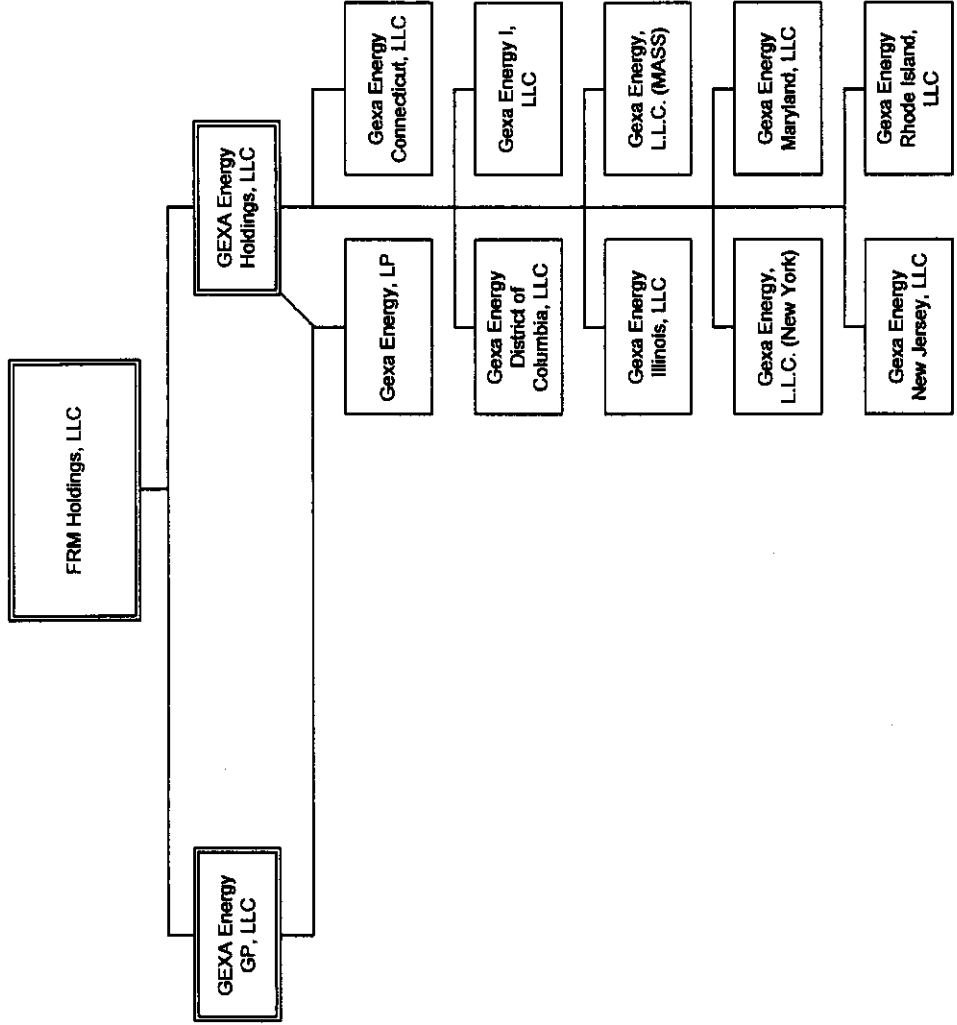 FRM Holdings, LLC
GEXA Energy
GP, LLC
GEXA Energy
Holdings, LLC
Gexa Energy, LP
Gexa Energy
Connecticut, LLC
Gexa Energy
District of
Columbia, LLC
Gexa Energy I,
LLC
Gexa Energy
Illinois, LLC
Gexa Energy,
L.L.C. (MASS)
Gexa Energy,
L.L.C. (New York)
Gexa Energy
Maryland, LLC
Gexa Energy
New Jersey, LLC
Gexa Energy
Rhode Island,
LLC